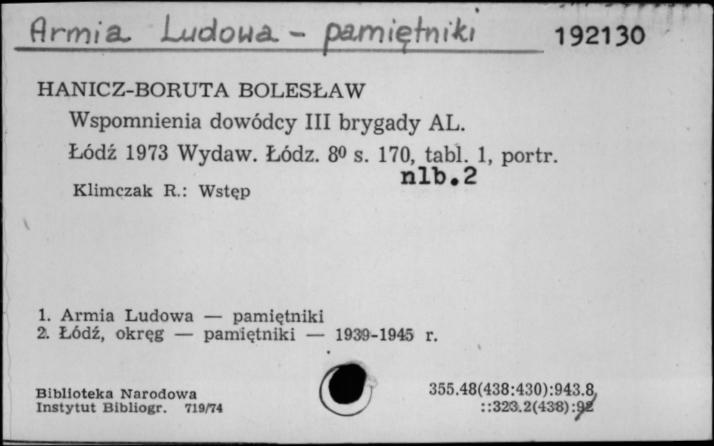 Armia Ludowa - pamiętniki 192130
HANICZ-BORUTA BOLESŁAW
Wspomnienia dowódcy III brygady AL.
Łódź 1973 Wydaw. Łódz. 8⁰ s. 170, tabl. 1, portr.
nlb.2
Klimczak R.: Wstęp
1. Armia Ludowa — pamiętniki
2. Łódź, okręg — pamiętniki — 1939-1945 r.
Biblioteka Narodowa 355.48(438:430):943.8
Instytut Bibliogr. 719/74 ::323.2(438):92